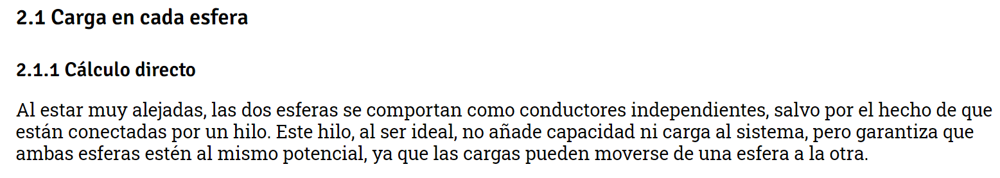 2.1 Carga en cada esfera
2.1.1 Cálculo directo
Al estar muy alejadas, las dos esferas se comportan como conductores independientes, salvo por el hecho de que
están conectadas por un hilo. Este hilo, al ser ideal, no añade capacidad ni carga al sistema, pero garantiza que
ambas esferas estén al mismo potencial, ya que las cargas pueden moverse de una esfera a la otra.